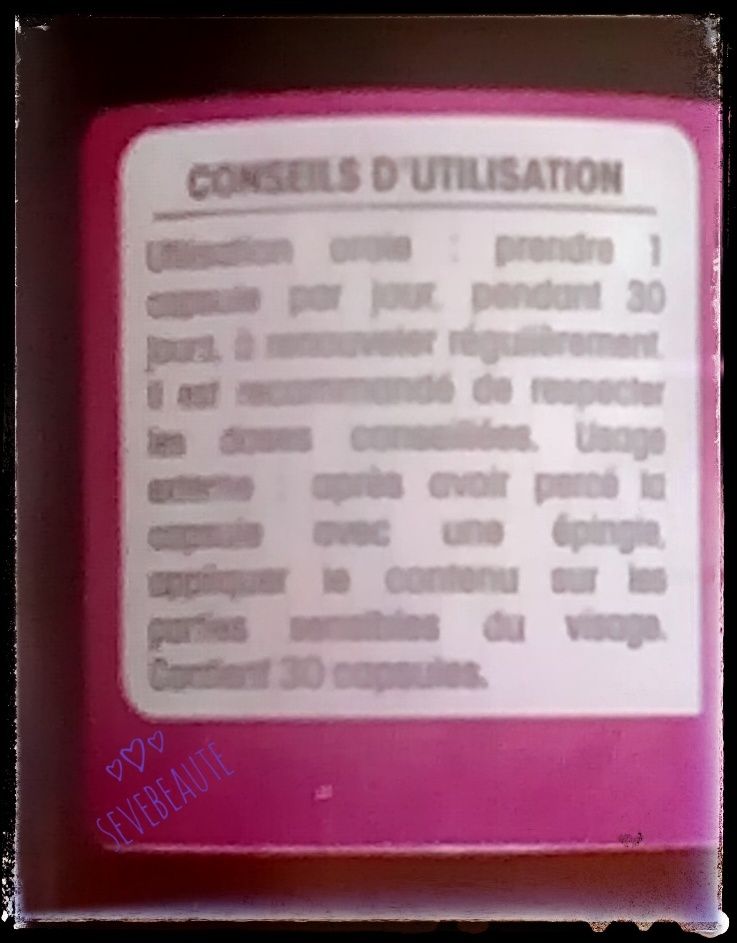 CONSEILS D'UTILISATION
Utilisation orale : prendre 1
capsule par jour, pendant 30
jours, à renouveler régulièrement.
Il est recommandé de respecter
les doses conseillées. Usage
externe : après avoir percé la
capsule avec une épingle,
appliquer le contenu sur les
parties sensibles du visage.
Contient 30 capsules.
SEVEBEAUTE